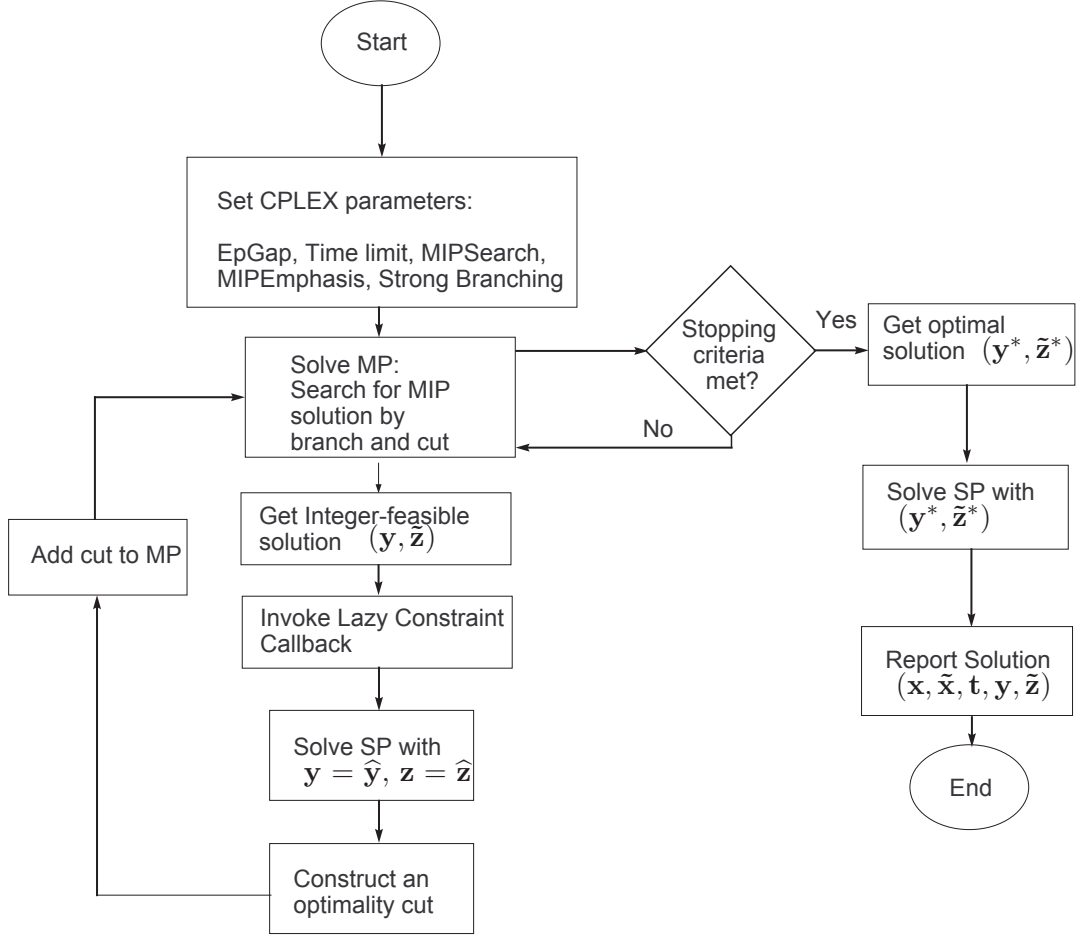 Start
Set CPLEX parameters:
EpGap, Time limit, MIPSearch,
MIPEmphasis, Strong Branching
Solve MP:
Search for MIP
solution by
branch and cut
Stopping
criteria
met?
Yes
No
Get optimal
solution (y*, z̃*)
Solve SP with
(y*, z̃*)
Report Solution
(x, x̃, t, y, z̃)
End
Get Integer-feasible
solution (y, z̃)
Invoke Lazy Constraint
Callback
Solve SP with
y = ŷ, z = ẑ
Construct an
optimality cut
Add cut to MP